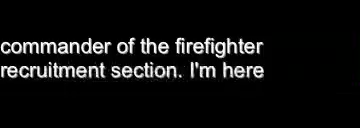 commander of the firefighter
recruitment section. I'm here